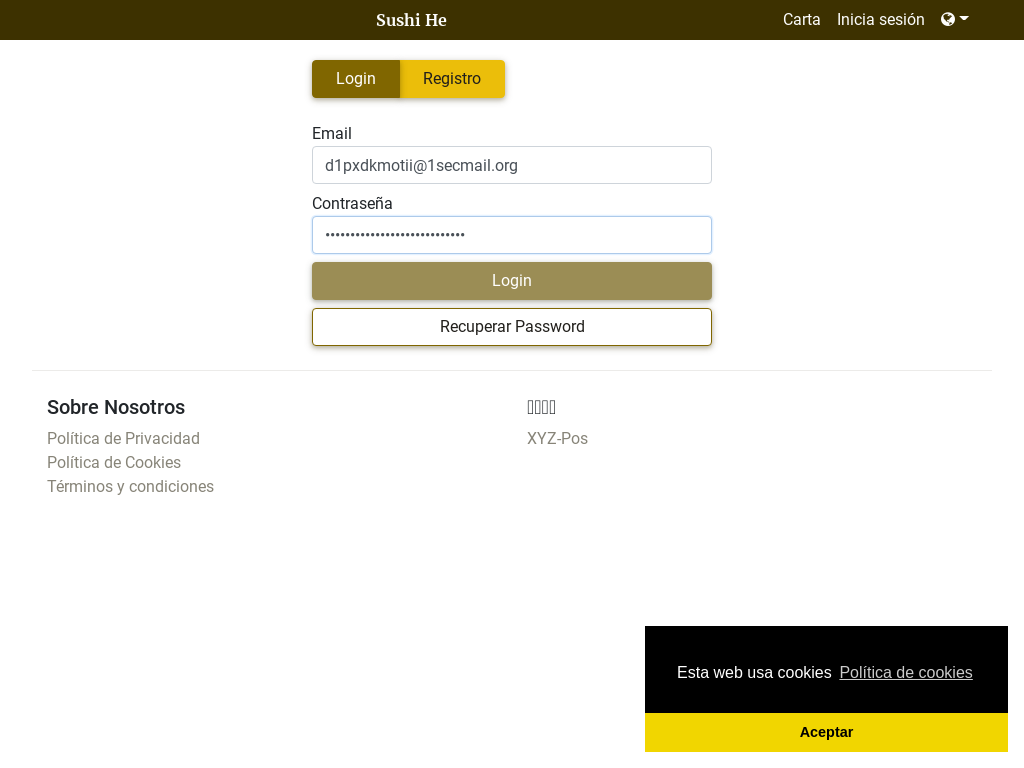 Sushi He
Carta
Inicia sesión
Login
Registro
Email
d1pxdkmotii@1secmail.org
Contraseña
••••••••••••••••••••••••••••
Login
Recuperar Password
Sobre Nosotros
Política de Privacidad
Política de Cookies
Términos y condiciones
XYZ-Pos
Esta web usa cookies Política de cookies
Aceptar